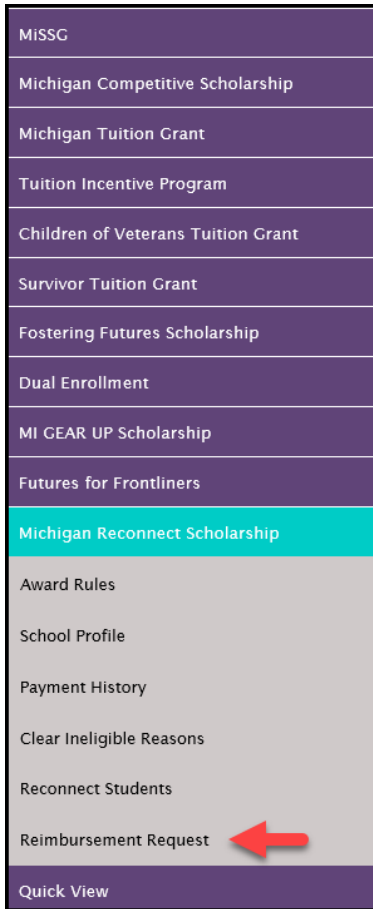 MiSSG
Michigan Competitive Scholarship
Michigan Tuition Grant
Tuition Incentive Program
Children of Veterans Tuition Grant
Survivor Tuition Grant
Fostering Futures Scholarship
Dual Enrollment
MI GEAR UP Scholarship
Futures for Frontliners
Michigan Reconnect Scholarship
Award Rules
School Profile
Payment History
Clear Ineligible Reasons
Reconnect Students
Reimbursement Request
Quick View